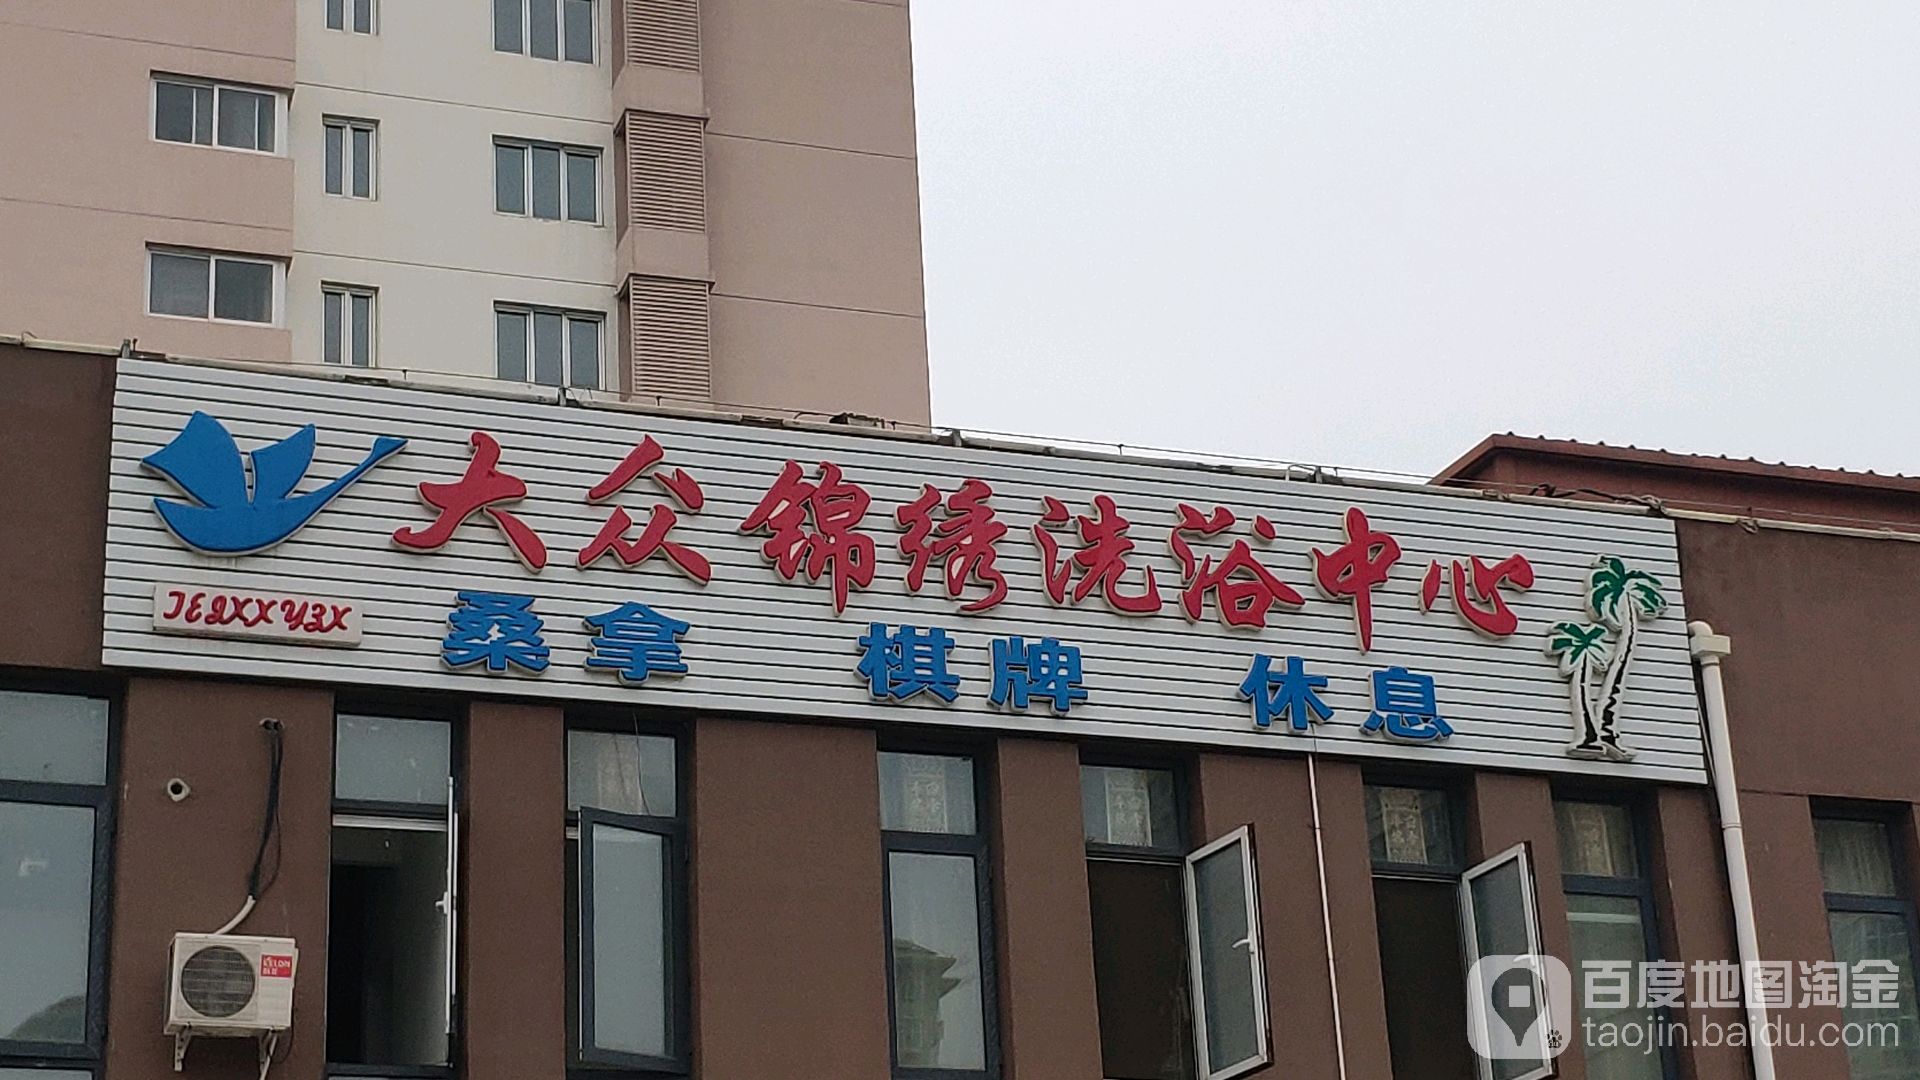 大众锦绣洗浴中心
桑拿 棋牌 休息
KELON
百度地图淘金
taojin.baidu.com